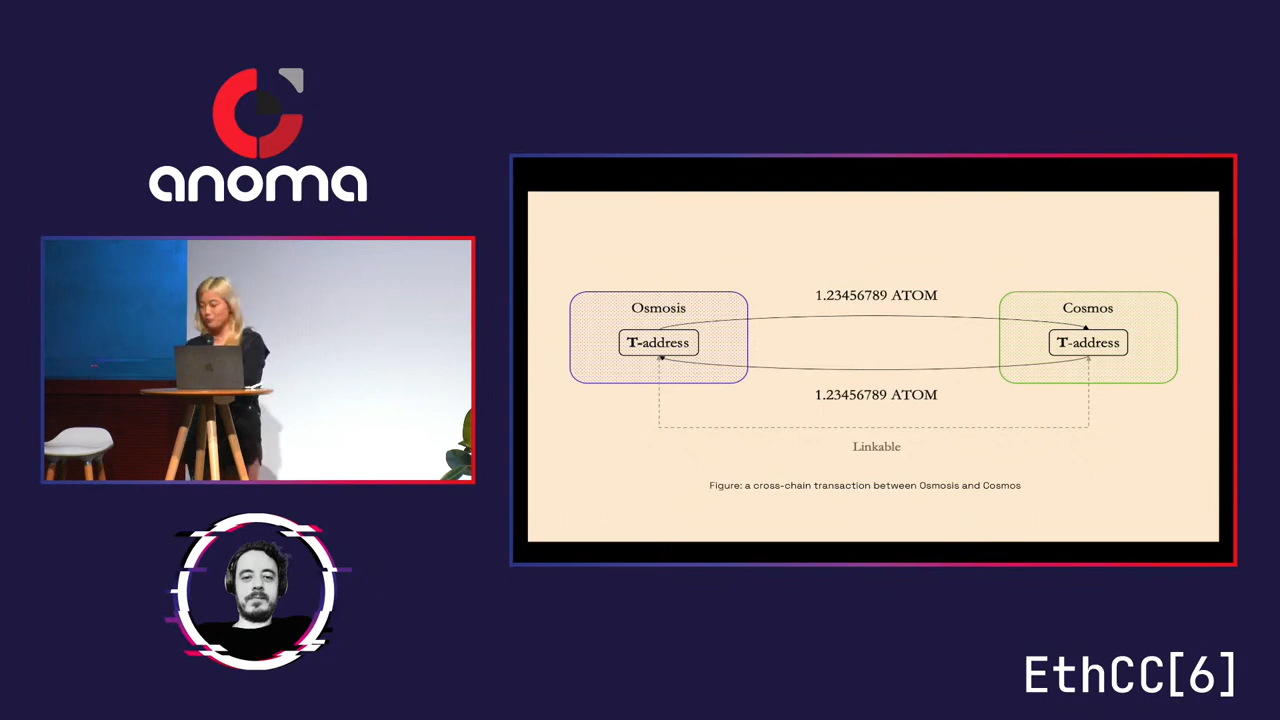 anoma
1.23456789 ATOM
Osmosis
Cosmos
T-address
T-address
1.23456789 ATOM
Linkable
Figure: a cross-chain transaction between Osmosis and Cosmos
EthCC[6]